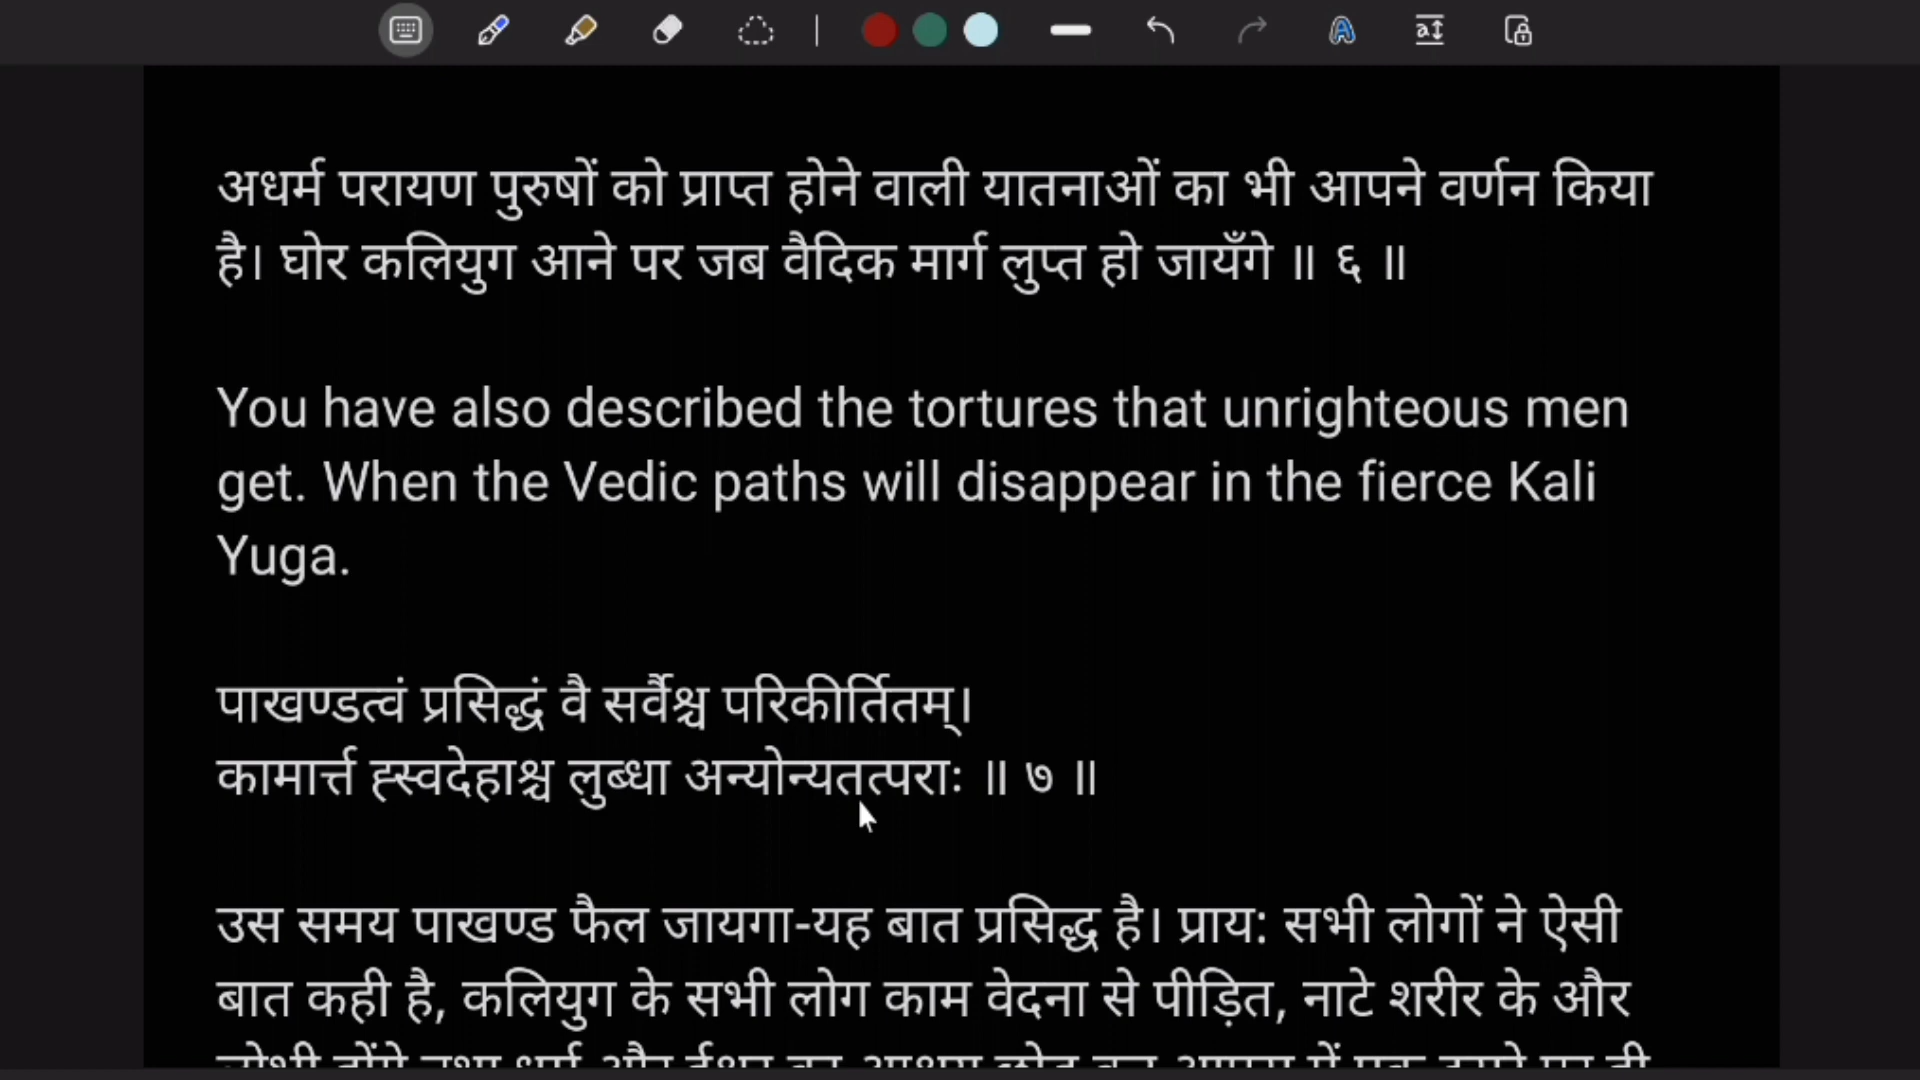 अधर्म परायण पुरुषों को प्राप्त होने वाली यातनाओं का भी आपने वर्णन किया
है। घोर कलियुग आने पर जब वैदिक मार्ग लुप्त हो जायँगे ॥ ६ ॥
You have also described the tortures that unrighteous men
get. When the Vedic paths will disappear in the fierce Kali
Yuga.
पाखण्डत्वं प्रसिद्धं वै सर्वैश्च परिकीर्तितम्।
कामार्त्त ह्स्वदेहाश्च लुब्धा अन्योन्यतत्पराः ॥ ७ ॥
उस समय पाखण्ड फैल जायगा-यह बात प्रसिद्ध है। प्राय: सभी लोगों ने ऐसी
बात कही है, कलियुग के सभी लोग काम वेदना से पीड़ित, नाटे शरीर के और